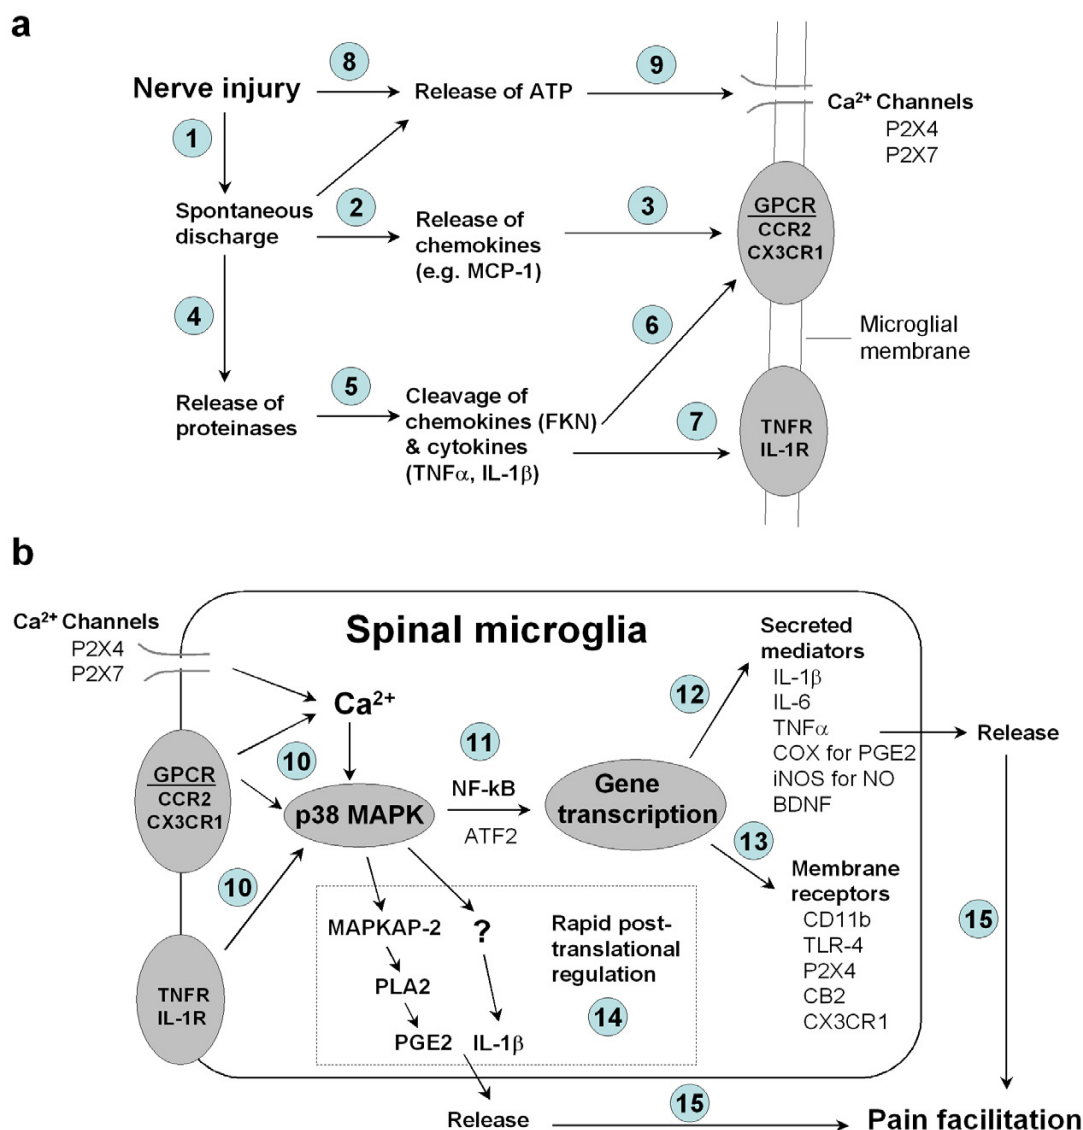 a
8
9
Nerve injury
Release of ATP
Ca²⁺ Channels
P2X4
P2X7
1
Spontaneous
discharge
2
Release of
chemokines
(e.g. MCP-1)
3
GPCR
CCR2
CX3CR1
4
6
Microglial
membrane
Release of
proteinases
5
Cleavage of
chemokines (FKN)
& cytokines
(TNFα, IL-1β)
7
TNFR
IL-1R
b
Ca²⁺ Channels
P2X4
P2X7
Spinal microglia
Secreted
mediators
IL-1β
IL-6
TNFα
COX for PGE2
iNOS for NO
BDNF
Release
Ca²⁺
10
11
12
GPCR
CCR2
CX3CR1
p38 MAPK
NF-kB
ATF2
Gene
transcription
13
Membrane
receptors
CD11b
TLR-4
P2X4
CB2
CX3CR1
15
10
MAPKAP-2
?
Rapid post-
translational
regulation
14
PLA2
PGE2
IL-1β
TNFR
IL-1R
Release
15
Pain facilitation